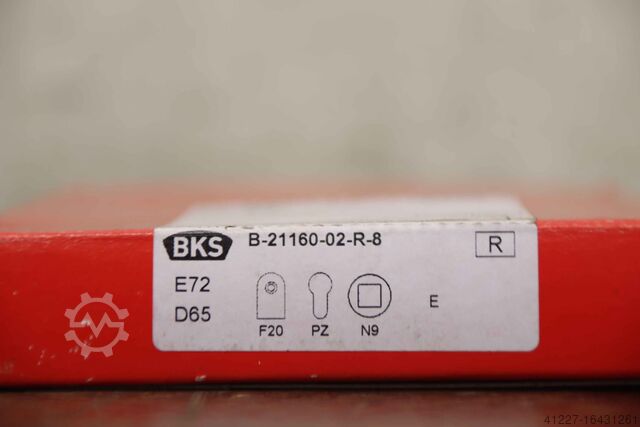 BKS B-21160-02-R-8 R
E72
D65
F20 PZ N9 E
41227-16431261